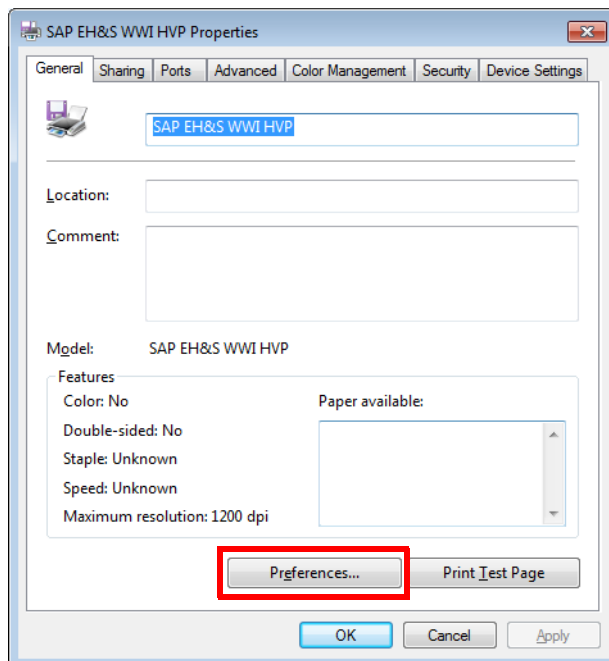 SAP EH&S WWI HVP Properties
General Sharing Ports Advanced Color Management Security Device Settings
SAP EH&S WWI HVP
Location:
Comment:
Model: SAP EH&S WWI HVP
Features
Color: No Paper available:
Double-sided: No
Staple: Unknown
Speed: Unknown
Maximum resolution: 1200 dpi
Preferences... Print Test Page
OK Cancel Apply